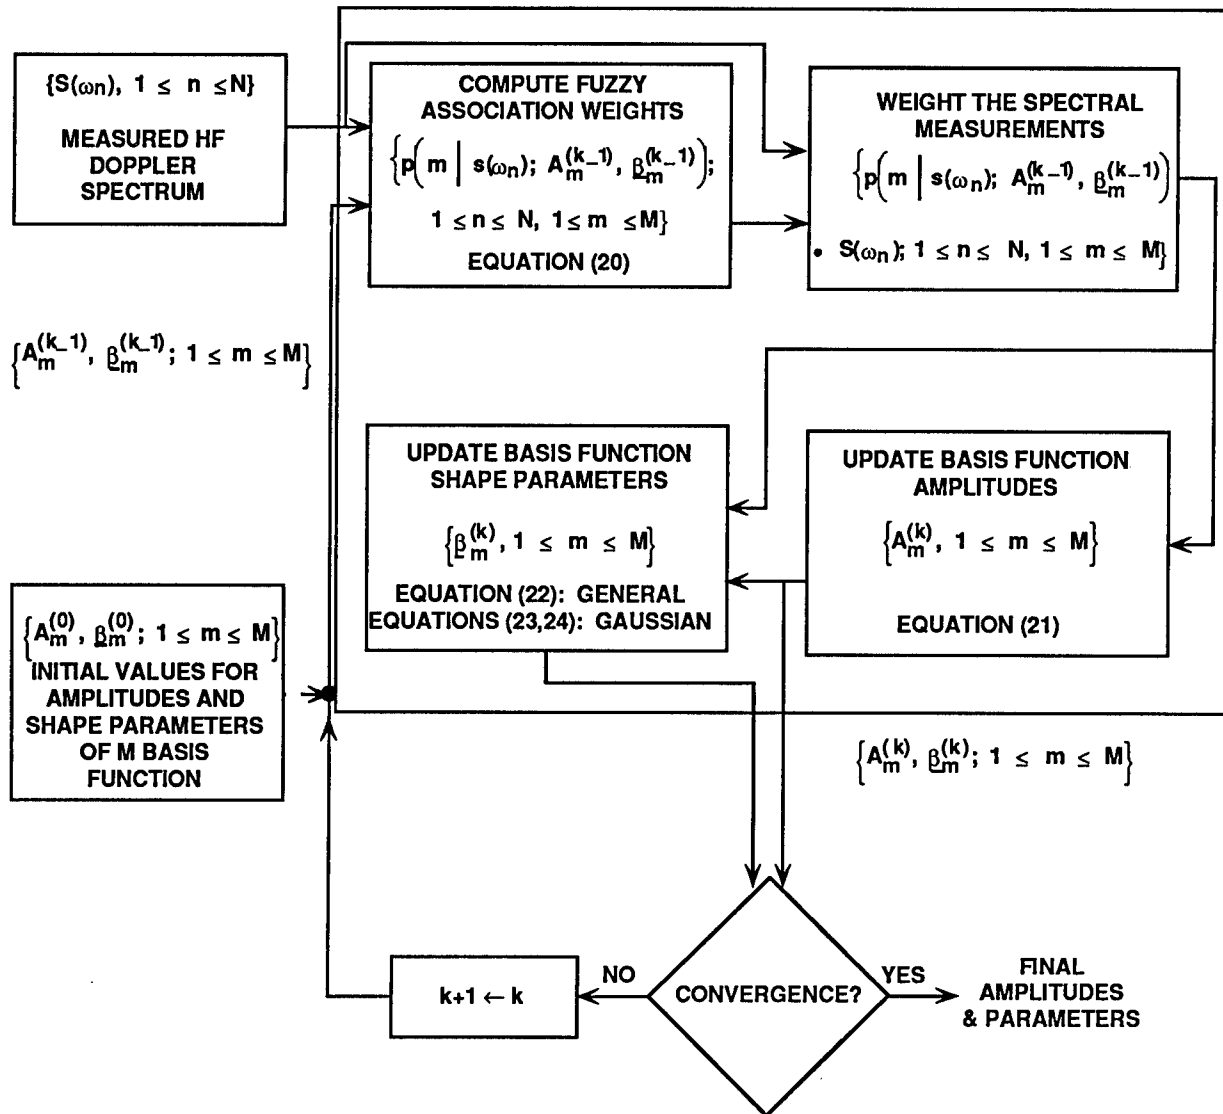 {S(ωn), 1 ≤ n ≤N}
MEASURED HF
DOPPLER
SPECTRUM
COMPUTE FUZZY
ASSOCIATION WEIGHTS
{p(m | s(ωn); A_m^(k–1), β_m^(k–1));
1 ≤ n ≤ N, 1 ≤ m ≤M}
EQUATION (20)
WEIGHT THE SPECTRAL
MEASUREMENTS
{p(m | s(ωn); A_m^(k–1), β_m^(k–1))
• S(ωn); 1 ≤ n ≤ N, 1 ≤ m ≤ M}
{A_m^(k–1), β_m^(k–1); 1 ≤ m ≤ M}
UPDATE BASIS FUNCTION
SHAPE PARAMETERS
{β_m^(k), 1 ≤ m ≤ M}
EQUATION (22): GENERAL
EQUATIONS (23,24): GAUSSIAN
UPDATE BASIS FUNCTION
AMPLITUDES
{A_m^(k), 1 ≤ m ≤ M}
EQUATION (21)
{A_m^(0), β_m^(0); 1 ≤ m ≤ M}
INITIAL VALUES FOR
AMPLITUDES AND
SHAPE PARAMETERS
OF M BASIS
FUNCTION
{A_m^(k), β_m^(k); 1 ≤ m ≤ M}
k+1 ← k
NO
CONVERGENCE?
YES
FINAL
AMPLITUDES
& PARAMETERS